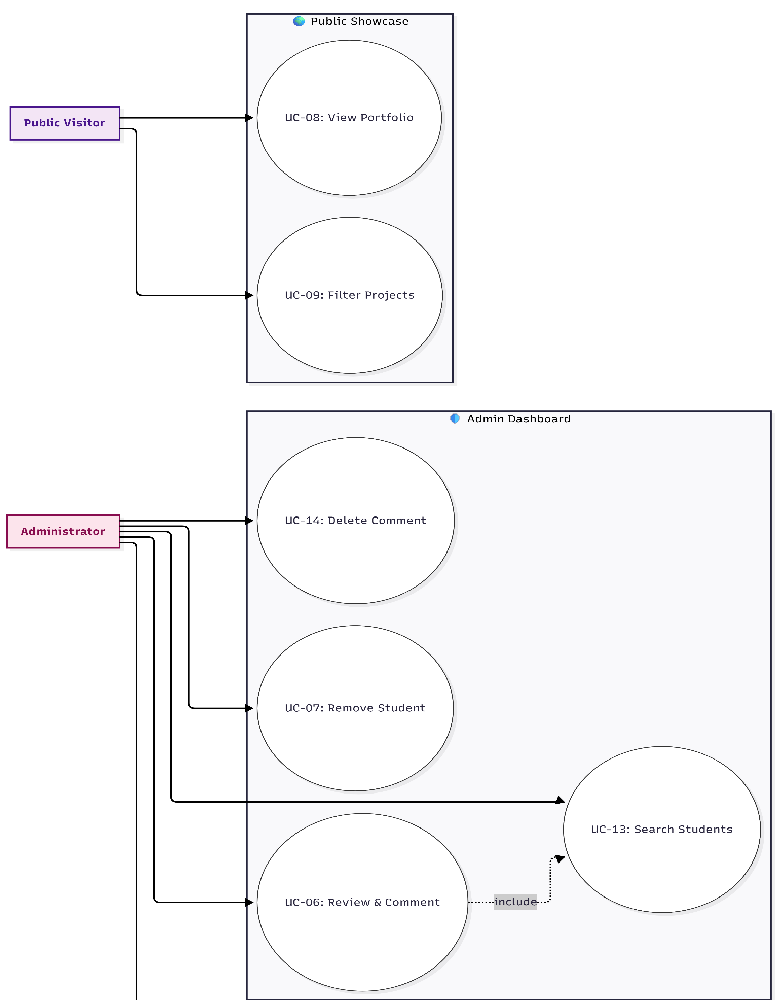 Public Showcase
UC-08: View Portfolio
Public Visitor
UC-09: Filter Projects
Admin Dashboard
UC-14: Delete Comment
Administrator
UC-07: Remove Student
UC-13: Search Students
UC-06: Review & Comment
include